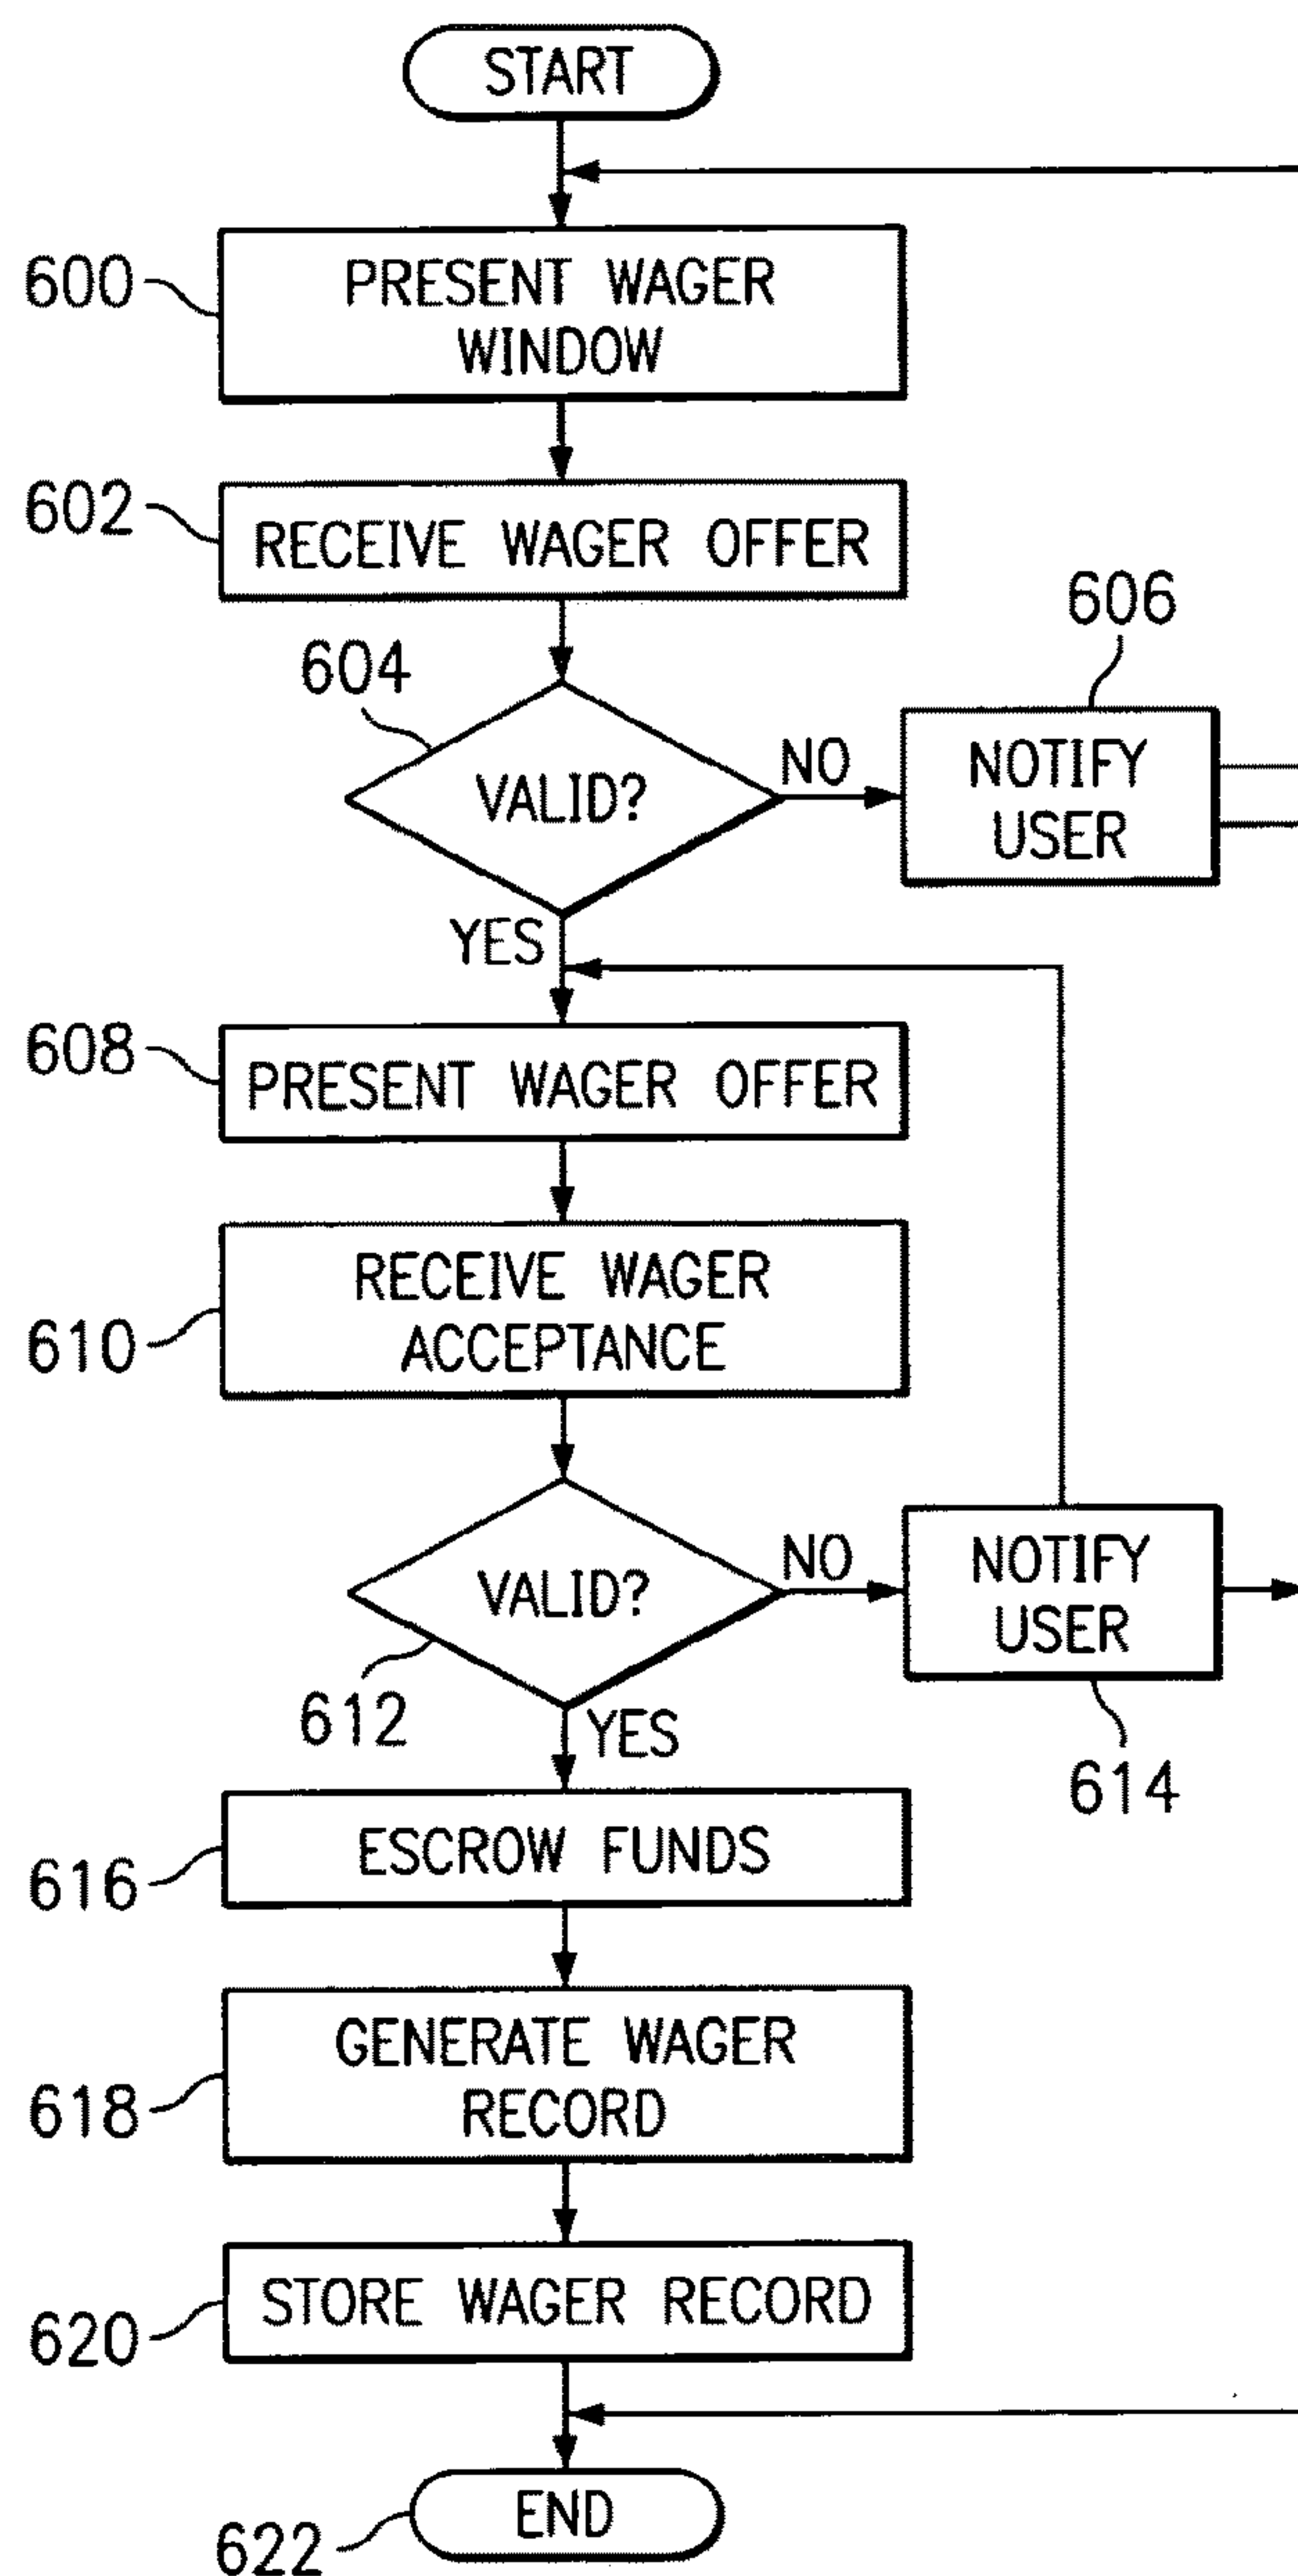 START
600
PRESENT WAGER
WINDOW
602
RECEIVE WAGER OFFER
606
604
VALID?
NO
NOTIFY
USER
YES
608
PRESENT WAGER OFFER
RECEIVE WAGER
ACCEPTANCE
610
VALID?
NO
NOTIFY
USER
612
YES
614
ESCROW FUNDS
616
GENERATE WAGER
RECORD
618
STORE WAGER RECORD
620
END
622